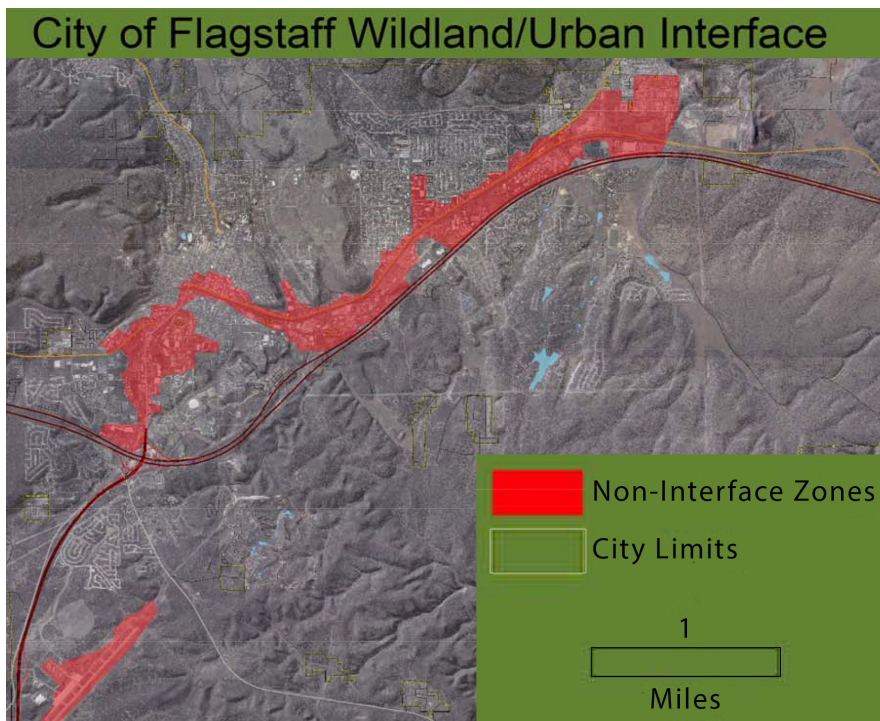 City of Flagstaff Wildland/Urban Interface
Non-Interface Zones
City Limits
1
Miles